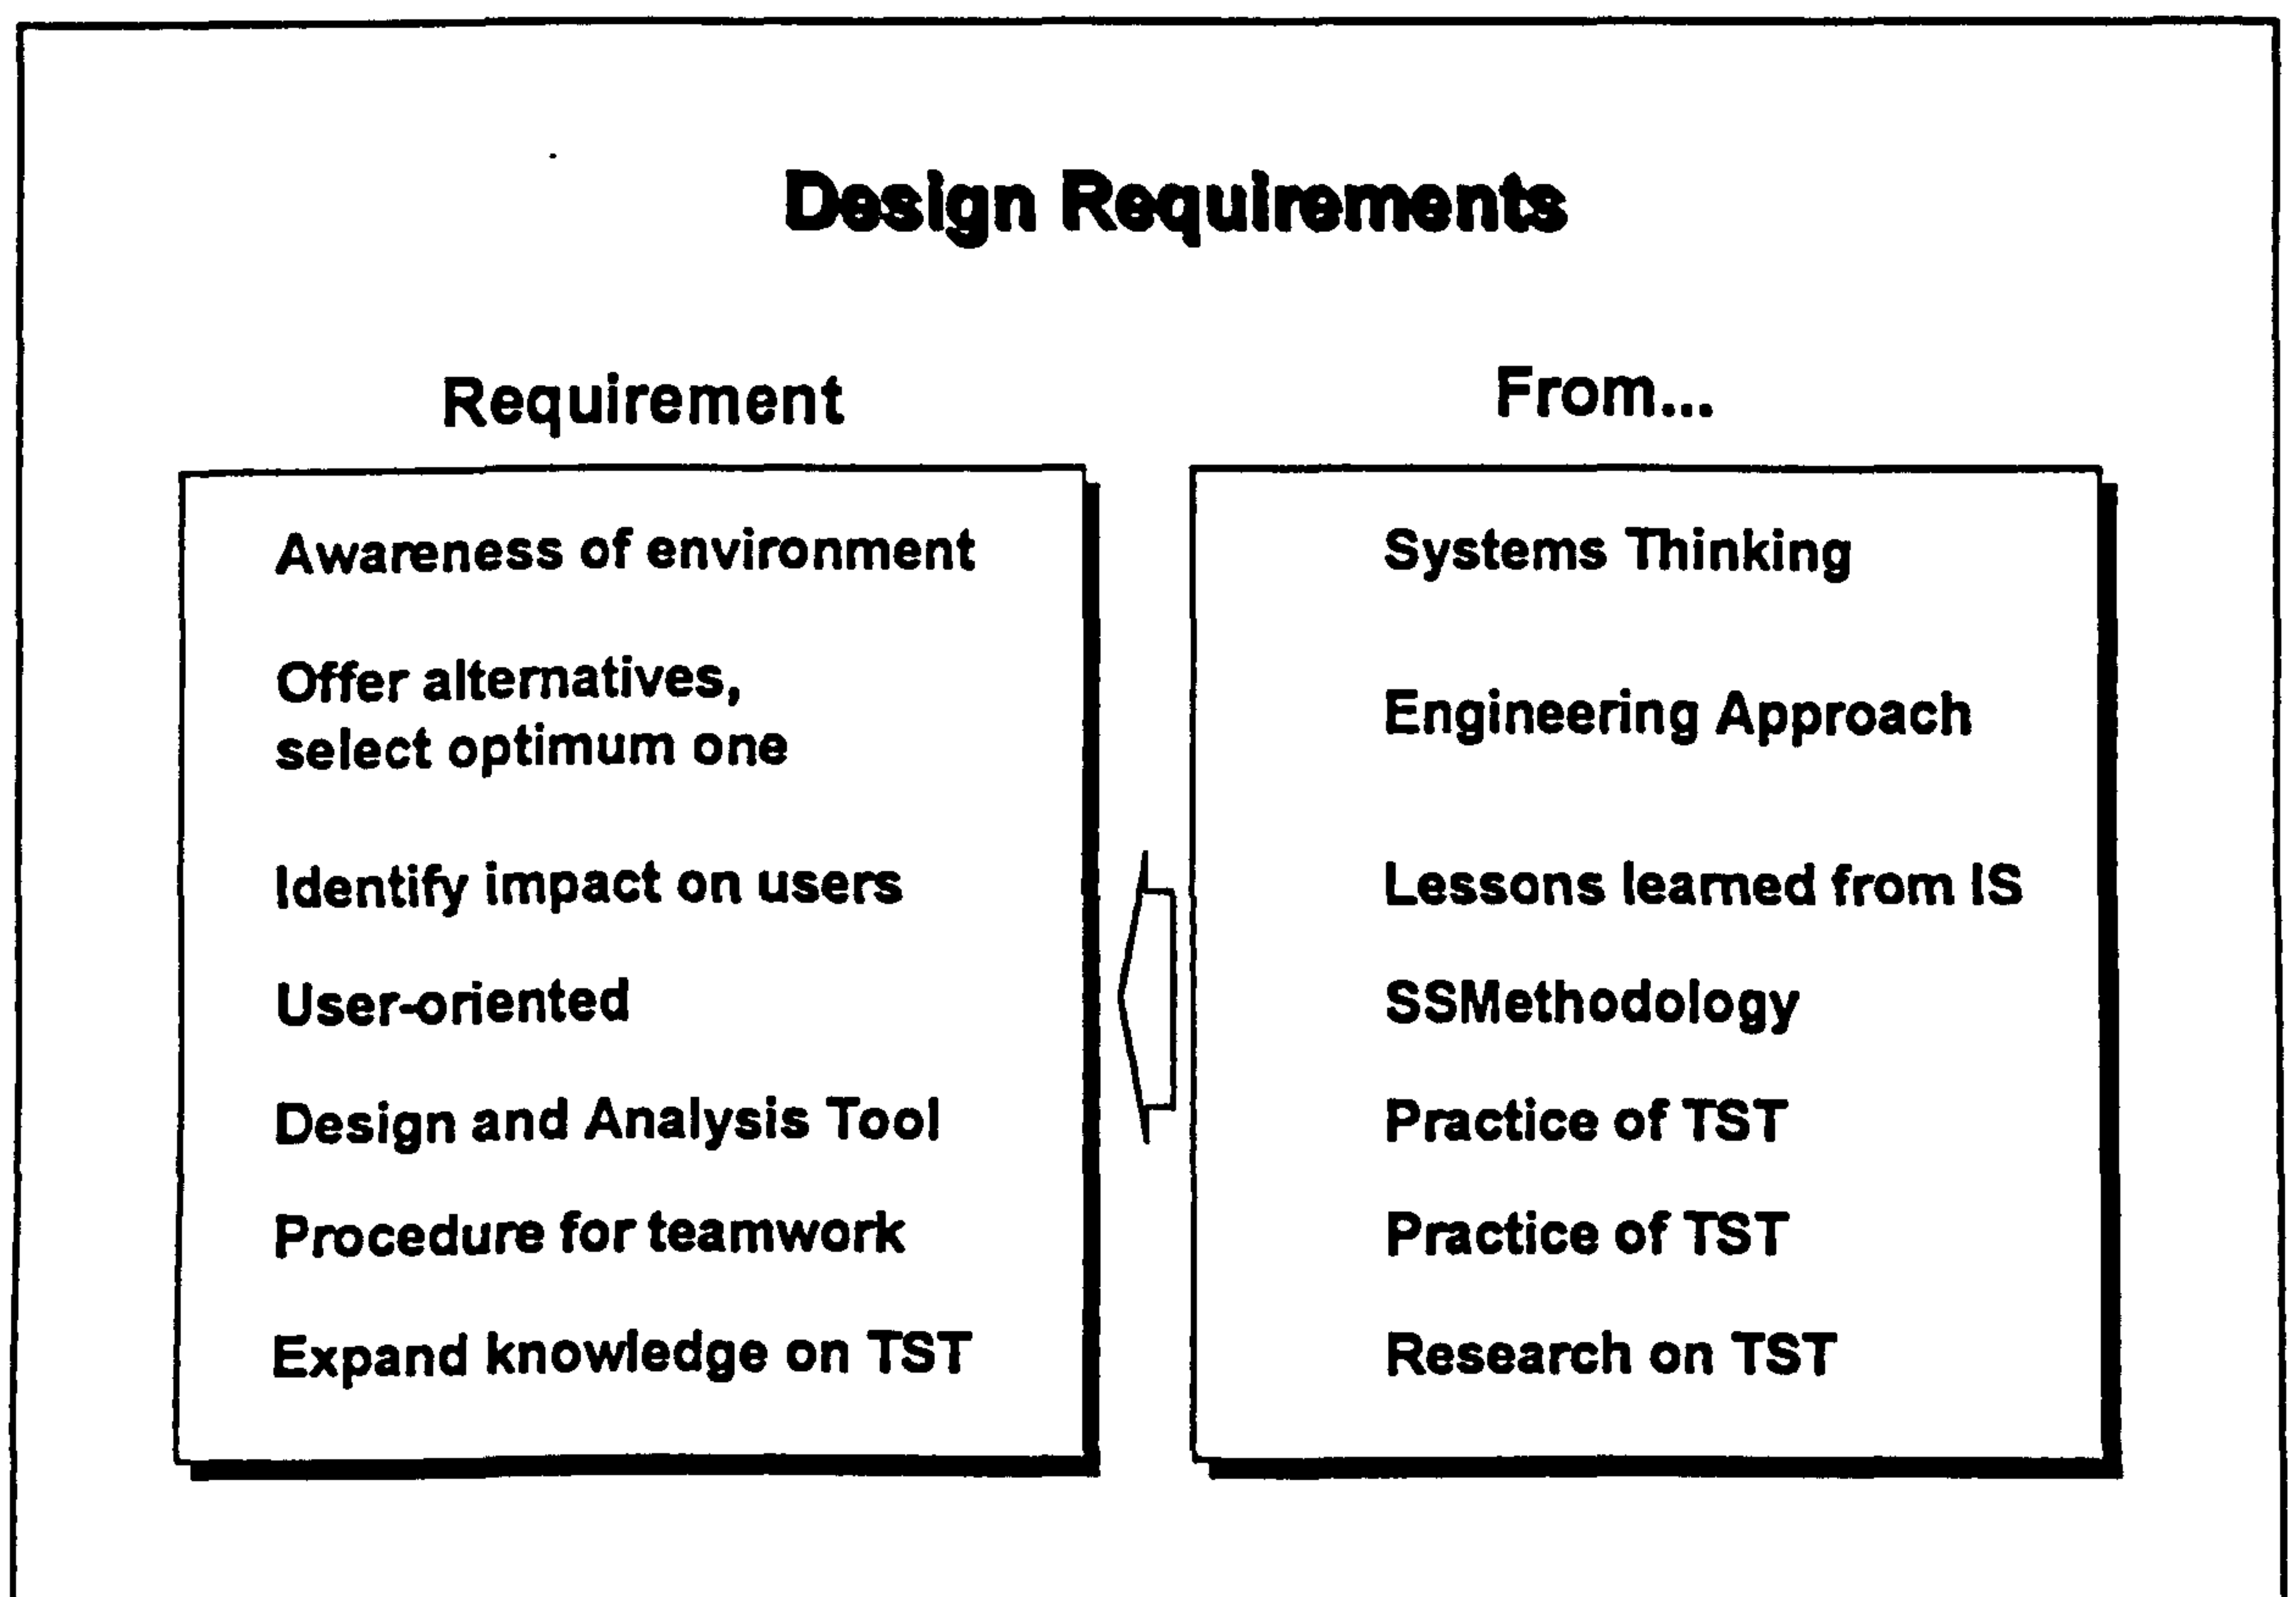 Design Requirements
Requirement
From...
Awareness of environment
Systems Thinking
Offer alternatives,
select optimum one
Engineering Approach
Identify impact on users
Lessons learned from IS
User-oriented
SSMethodology
Design and Analysis Tool
Practice of TST
Procedure for teamwork
Practice of TST
Expand knowledge on TST
Research on TST